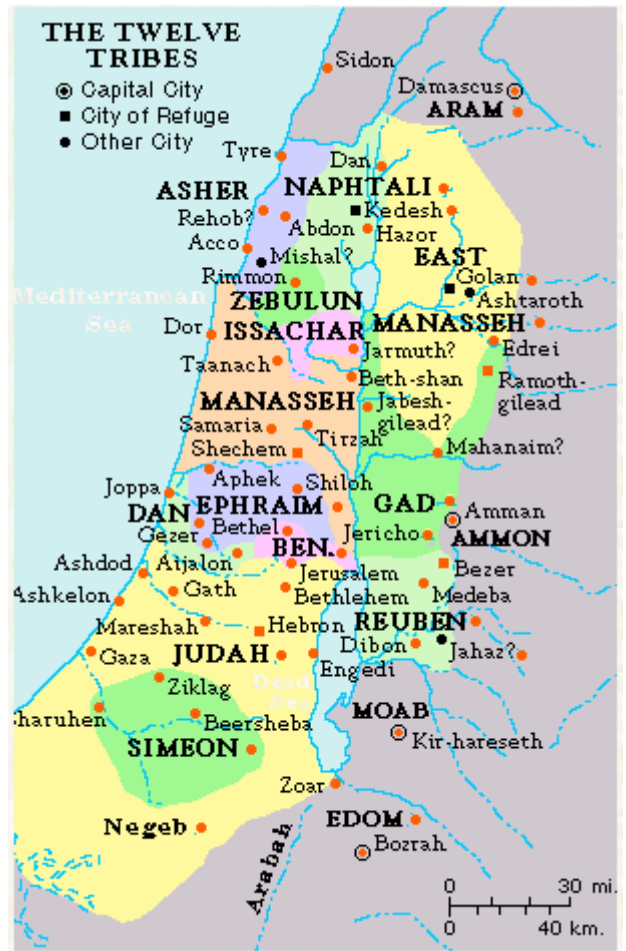 THE TWELVE
TRIBES
Capital City
City of Refuge
Other City
Sidon
Damascus
ARAM
Tyre
Dan
ASHER
NAPHTALI
Rehob?
Abdon
Kedesh
Acco
Hazor
Mishal?
EAST
Rimmon
Golan
Mediterranean
Sea
ZEBULUN
Ashtaroth
Dor
ISSACHAR
MANASSEH
Jarmuth?
Edrei
Taanach
Beth-shan
Ramoth-
gilead
MANASSEH
Jabesh-
gilead?
Samaria
Tirzah
Shechem
Mahanaim?
Aphek
Shiloh
Joppa
DAN
EPHRAIM
GAD
Amman
Gezer
Bethel
Jericho
AMMON
BEN.
Ashdod
Aijalon
Jerusalem
Bezer
Ashkelon
Gath
Bethlehem
Medeba
Mareshah
Hebron
REUBEN
Gaza
JUDAH
Dibon
Jahaz?
Engedi
Ziklag
Dead
Sea
Sharuhen
Beersheba
MOAB
SIMEON
Kir-hareseth
Zoar
Negeb
EDOM
Arabah
Bozrah
0 30 mi.
0 40 km.